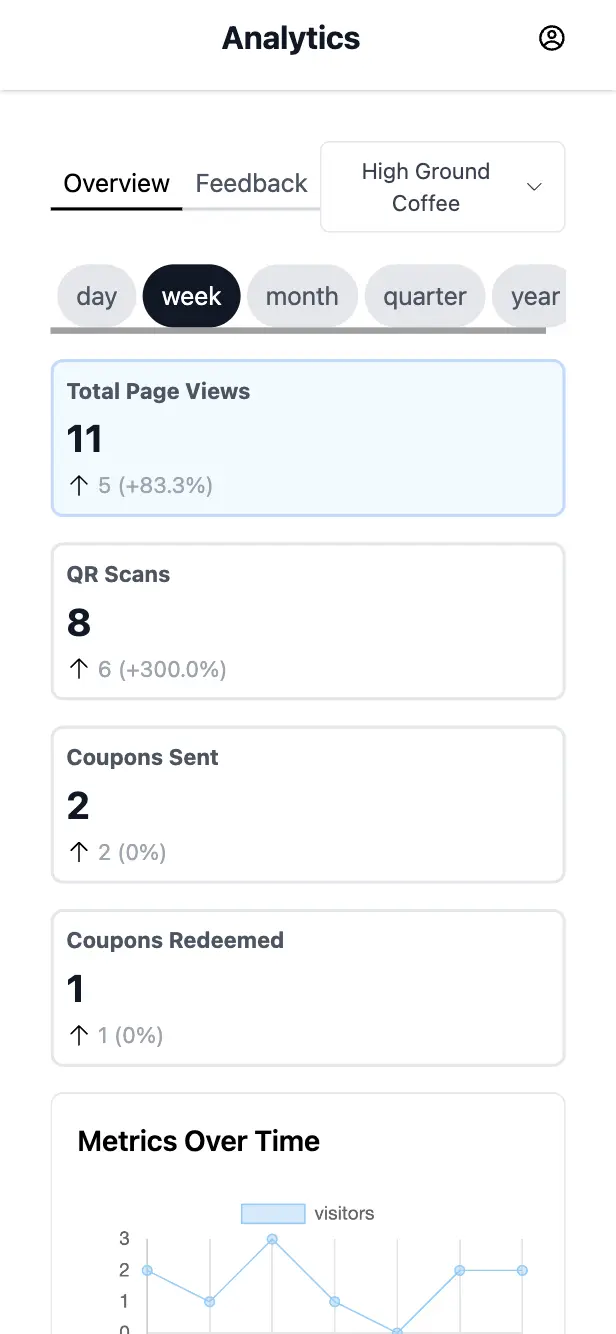 Analytics
Overview
Feedback
High Ground
Coffee
day
week
month
quarter
year
Total Page Views
11
↑ 5 (+83.3%)
QR Scans
8
↑ 6 (+300.0%)
Coupons Sent
2
↑ 2 (0%)
Coupons Redeemed
1
↑ 1 (0%)
Metrics Over Time
visitors
3
2
1
0